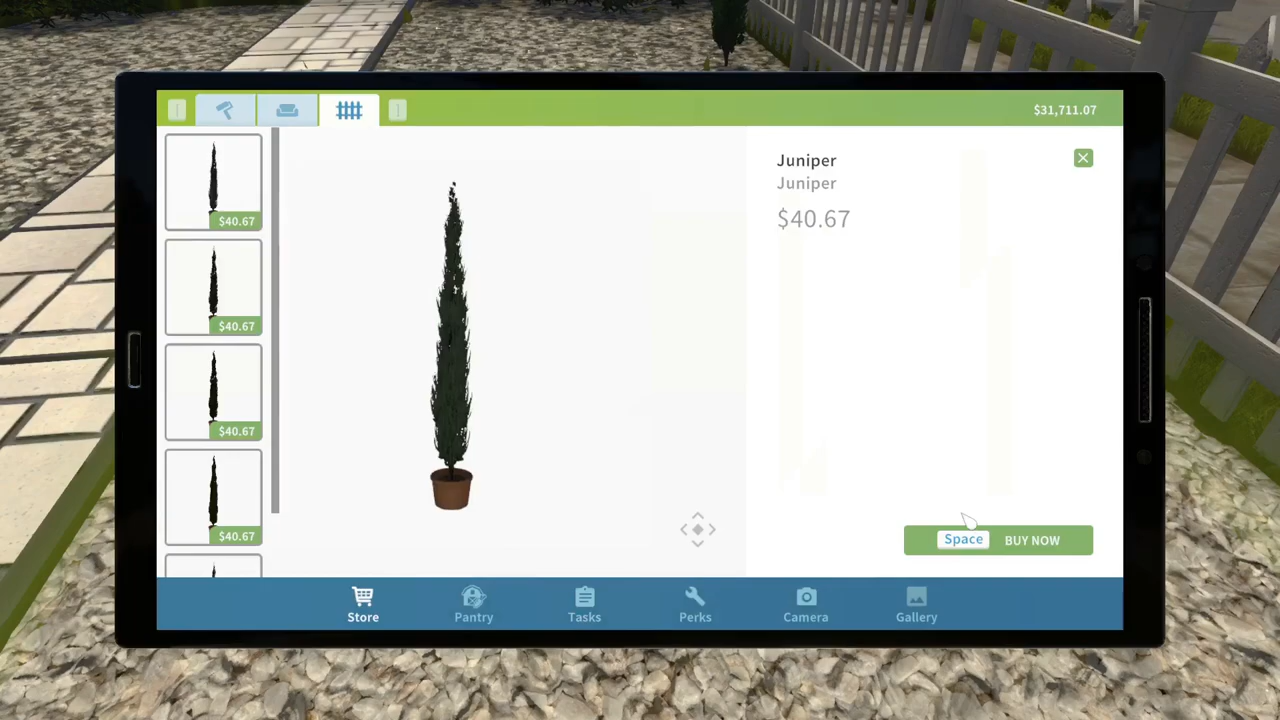 $31,711.07
$40.67
$40.67
$40.67
$40.67
Juniper
Juniper
$40.67
Space BUY NOW
Store
Pantry
Tasks
Perks
Camera
Gallery